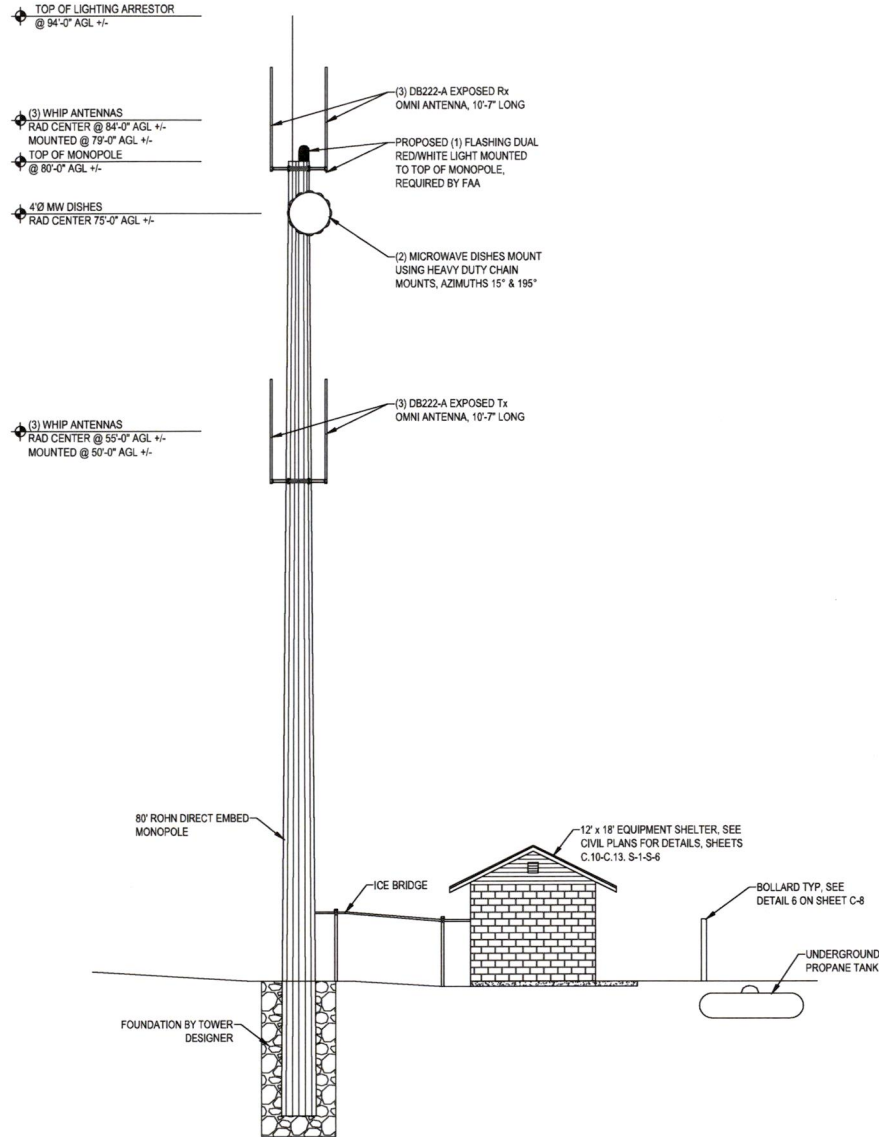 TOP OF LIGHTING ARRESTOR
@ 94'-0" AGL +/-
(3) WHIP ANTENNAS
RAD CENTER @ 84'-0" AGL +/-
MOUNTED @ 79'-0" AGL +/-
TOP OF MONOPOLE
@ 80'-0" AGL +/-
4'Ø MW DISHES
RAD CENTER 75'-0" AGL +/-
(3) DB222-A EXPOSED Rx
OMNI ANTENNA, 10'-7" LONG
PROPOSED (1) FLASHING DUAL
RED/WHITE LIGHT MOUNTED
TO TOP OF MONOPOLE,
REQUIRED BY FAA
(2) MICROWAVE DISHES MOUNT
USING HEAVY DUTY CHAIN
MOUNTS, AZIMUTHS 15° & 195°
(3) WHIP ANTENNAS
RAD CENTER @ 55'-0" AGL +/-
MOUNTED @ 50'-0" AGL +/-
(3) DB222-A EXPOSED Tx
OMNI ANTENNA, 10'-7" LONG
80' ROHN DIRECT EMBED
MONOPOLE
ICE BRIDGE
12' x 18' EQUIPMENT SHELTER, SEE
CIVIL PLANS FOR DETAILS, SHEETS
C.10-C.13. S-1-S-6
BOLLARD TYP, SEE
DETAIL 6 ON SHEET C-8
UNDERGROUND
PROPANE TANK
FOUNDATION BY TOWER
DESIGNER